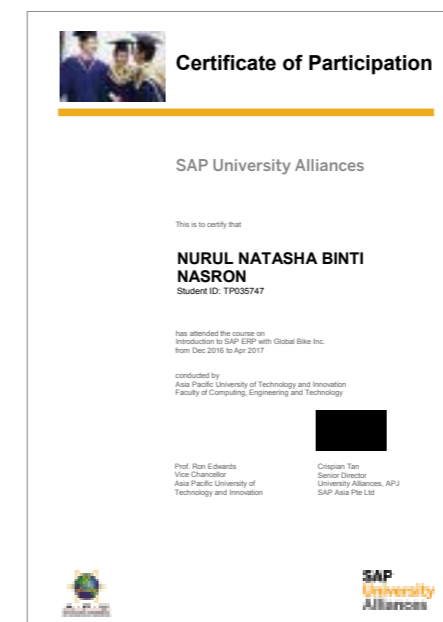 Certificate of Participation
SAP University Alliances
This is to certify that
NURUL NATASHA BINTI
NASRON
Student ID: TP035747
has attended the course on
Introduction to SAP ERP with Global Bike Inc.
from Dec 2016 to Apr 2017
conducted by
Asia Pacific University of Technology and Innovation
Faculty of Computing, Engineering and Technology
Prof. Ron Edwards
Vice Chancellor
Asia Pacific University of
Technology and Innovation
Crispian Tan
Senior Director
University Alliances, APJ
SAP Asia Pte Ltd
A · P · U
SAP
University
Alliances